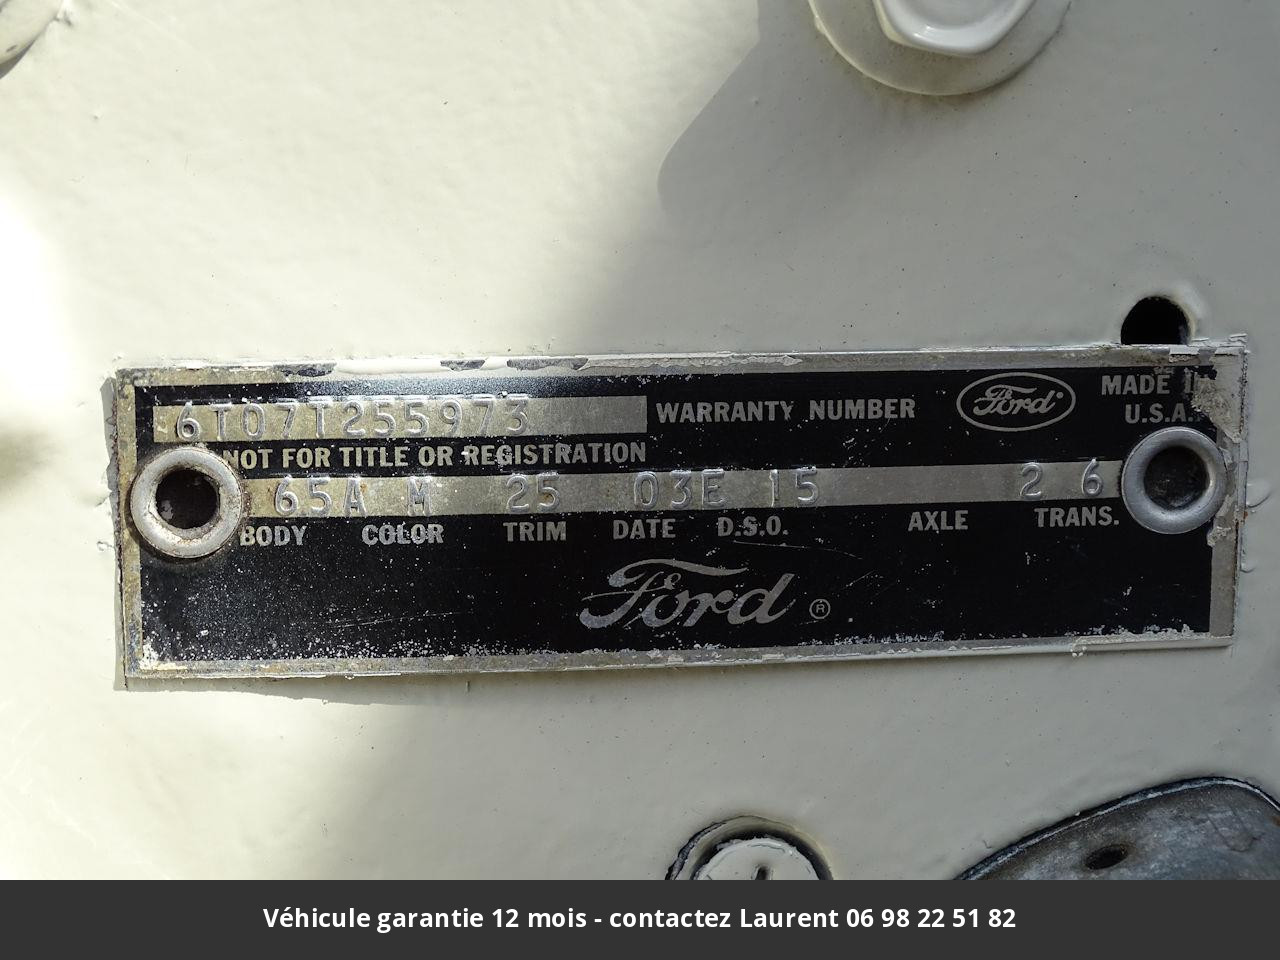 6T07T255973 WARRANTY NUMBER Ford MADE IN
U.S.A.
NOT FOR TITLE OR REGISTRATION
65A M 25 03E 15 2 6
BODY COLOR TRIM DATE D.S.O. AXLE TRANS.
Ford ®
Véhicule garantie 12 mois - contactez Laurent 06 98 22 51 82